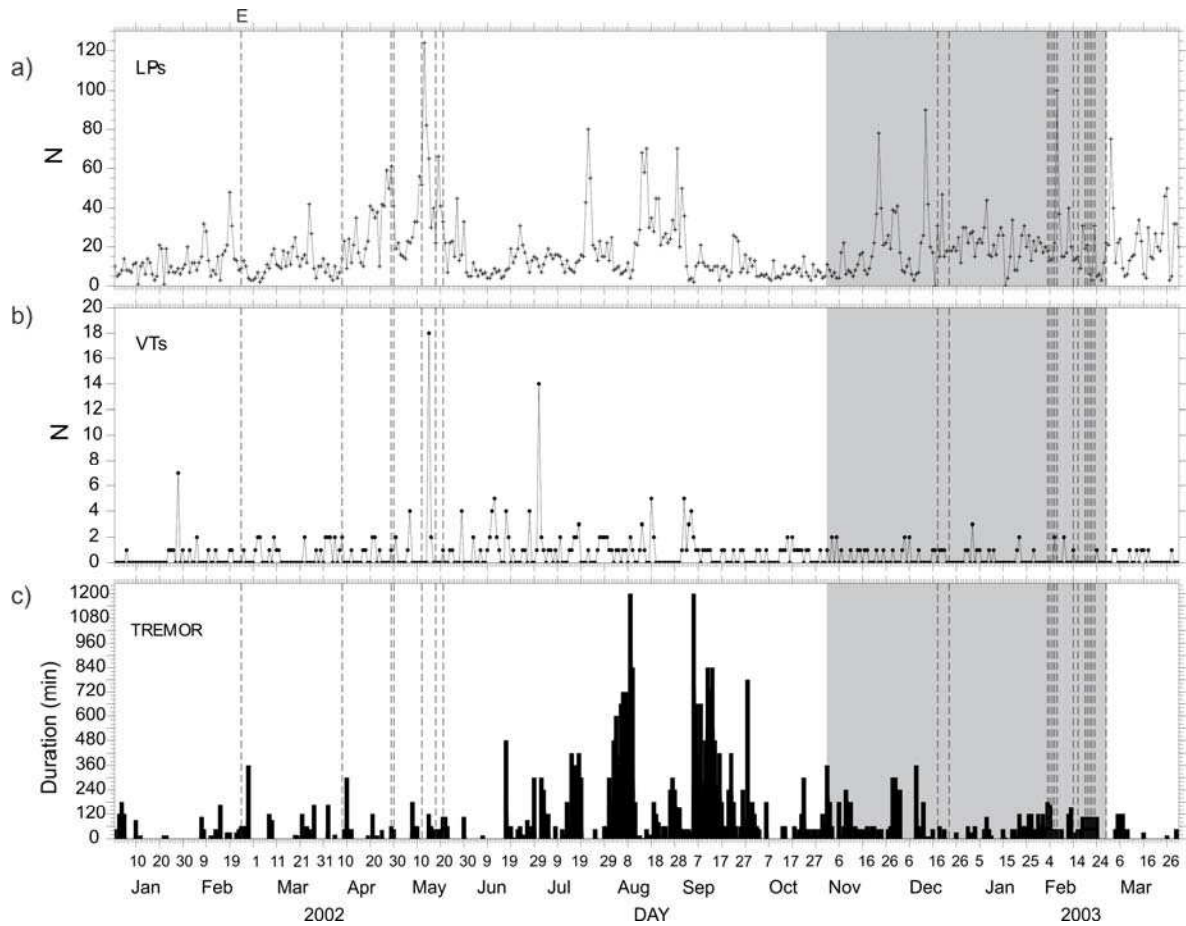 E
a)
LPs
N
120
100
80
60
40
20
0
b)
VTs
N
20
18
16
14
12
10
8
6
4
2
0
c)
TREMOR
Duration (min)
1200
1080
960
840
720
600
480
360
240
120
0
10 20 30 9 19 1 11 21 31 10 20 30 10 20 30 9 19 29 9 19 29 8 18 28 7 17 27 7 17 27 6 16 26 6 16 26 5 15 25 4 14 24 6 16 26
Jan Feb Mar Apr May Jun Jul Aug Sep Oct Nov Dec Jan Feb Mar
2002 DAY 2003